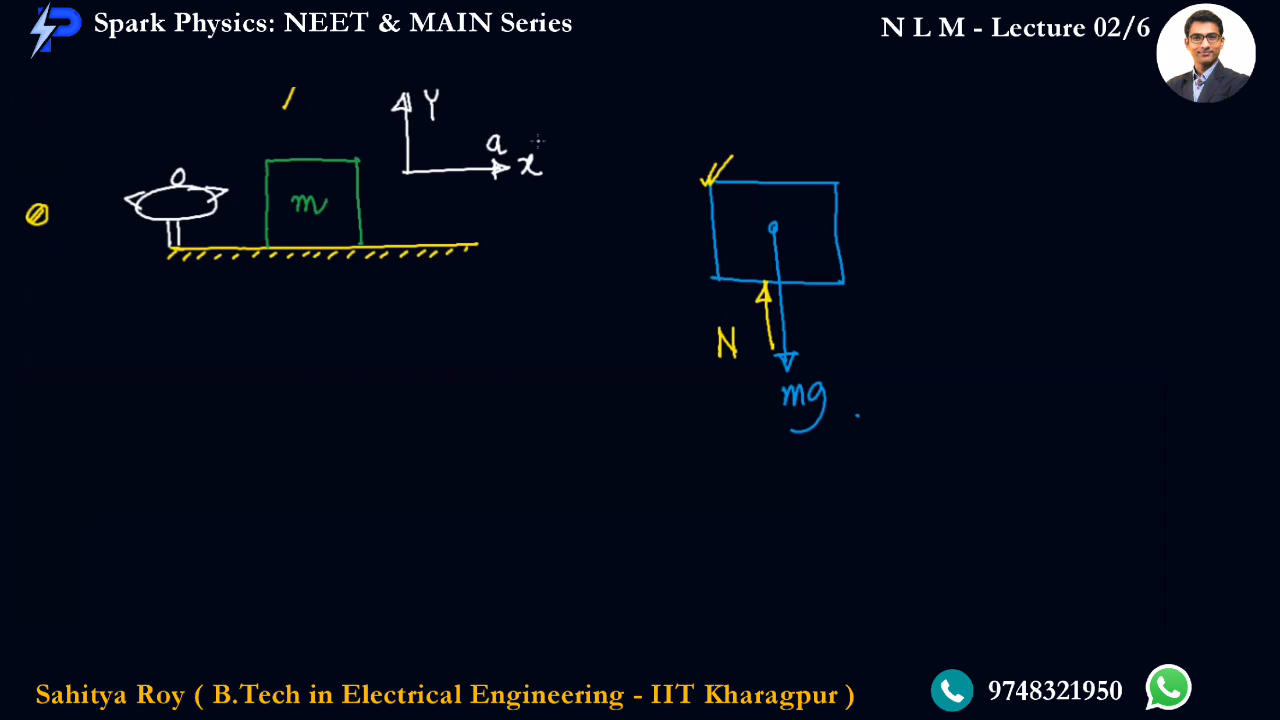 Spark Physics: NEET & MAIN Series
N L M - Lecture 02/6
Y
a
x
m
N
mg
Sahitya Roy ( B.Tech in Electrical Engineering - IIT Kharagpur )
9748321950